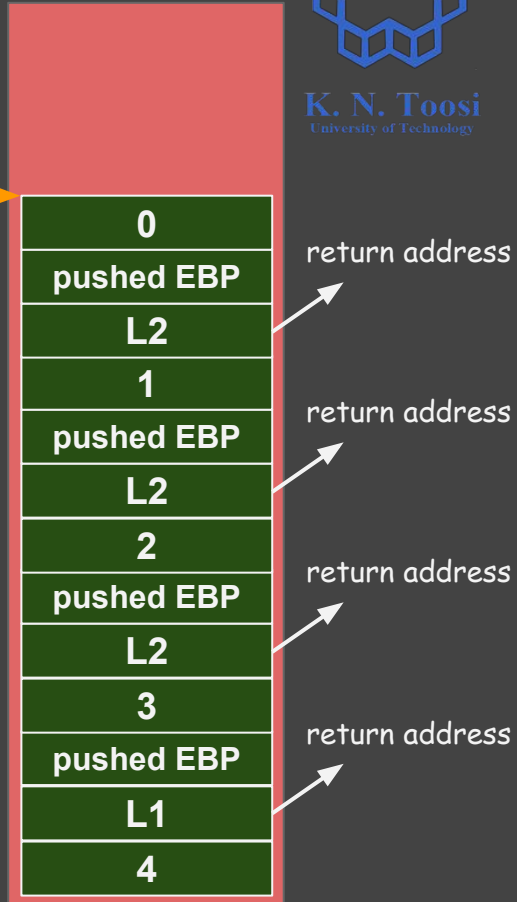 K. N. Toosi
University of Technology
0
pushed EBP
return address
L2
1
pushed EBP
return address
L2
2
pushed EBP
return address
L2
3
pushed EBP
return address
L1
4